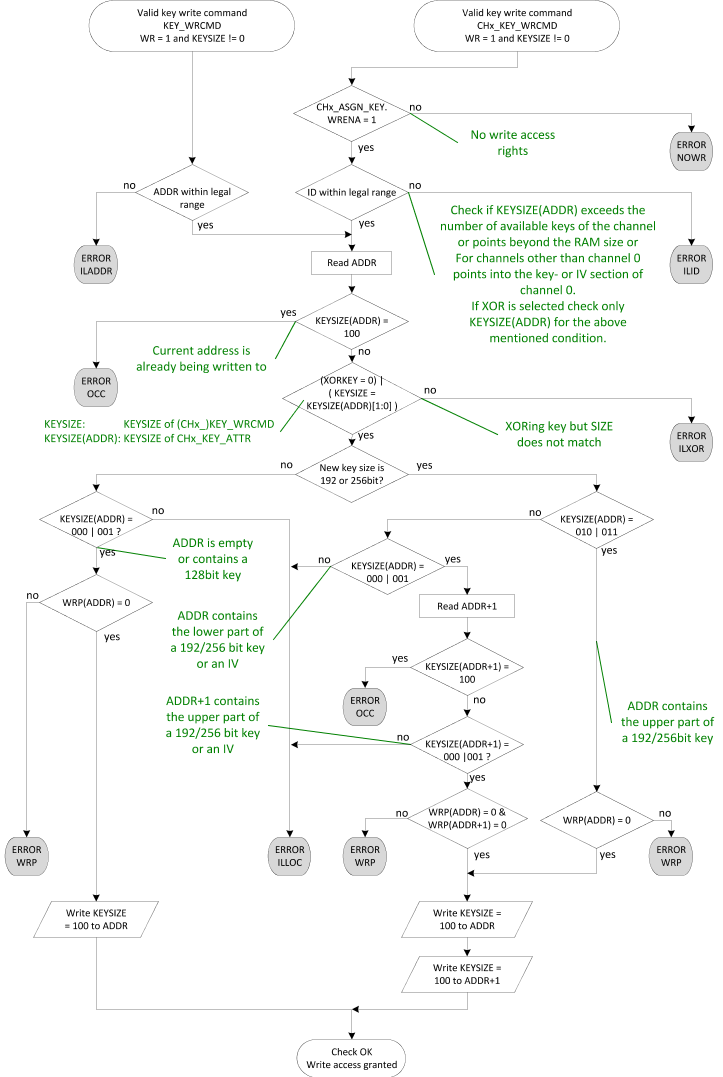 Valid key write command
KEY_WRCMD
WR = 1 and KEYSIZE != 0
Valid key write command
CHx_KEY_WRCMD
WR = 1 and KEYSIZE != 0
CHx_ASGN_KEY.
WRENA = 1
no
yes
No write access
rights
ERROR
NOWR
no
ADDR within legal
range
yes
ID within legal range
no
yes
ERROR
ILADDR
Check if KEYSIZE(ADDR) exceeds the
number of available keys of the channel
or points beyond the RAM size or
For channels other than channel 0
points into the key- or IV section of
channel 0.
If XOR is selected check only
KEYSIZE(ADDR) for the above
mentioned condition.
ERROR
ILID
Read ADDR
yes
KEYSIZE(ADDR) =
100
no
Current address is
already being written to
ERROR
OCC
(XORKEY = 0) |
( KEYSIZE =
KEYSIZE(ADDR)[1:0] )
no
yes
KEYSIZE: KEYSIZE of (CHx_)KEY_WRCMD
KEYSIZE(ADDR): KEYSIZE of CHx_KEY_ATTR
XORing key but SIZE
does not match
ERROR
ILXOR
no
New key size is
192 or 256bit?
yes
KEYSIZE(ADDR) =
000 | 001 ?
no
yes
no
KEYSIZE(ADDR) =
010 | 011
yes
ADDR is empty
or contains a
128bit key
no
KEYSIZE(ADDR) =
000 | 001
yes
no
WRP(ADDR) = 0
yes
Read ADDR+1
ADDR contains
the lower part of
a 192/256 bit key
or an IV
yes
KEYSIZE(ADDR+1) =
100
no
ERROR
OCC
ADDR+1 contains
the upper part of
a 192/256 bit key
or an IV
ADDR contains
the upper part of
a 192/256bit key
no
KEYSIZE(ADDR+1) =
000 |001 ?
yes
no
WRP(ADDR) = 0 &
WRP(ADDR+1) = 0
yes
WRP(ADDR) = 0
no
yes
ERROR
WRP
ERROR
ILLOC
ERROR
WRP
ERROR
WRP
Write KEYSIZE
= 100 to ADDR
Write KEYSIZE =
100 to ADDR
Write KEYSIZE =
100 to ADDR+1
Check OK
Write access granted